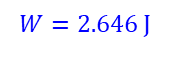 W = 2.646 J